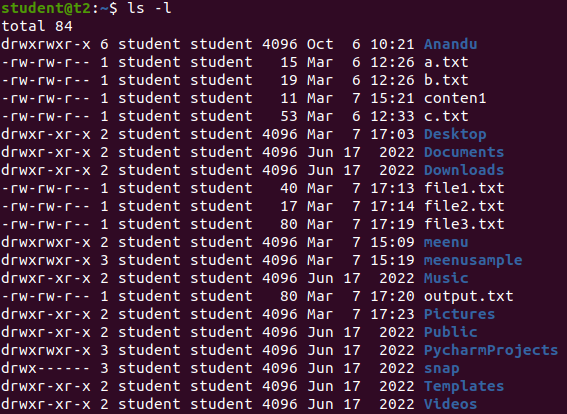 student@t2:~$ ls -l
total 84
drwxrwxr-x 6 student student 4096 Oct  6 10:21 Anandu
-rw-rw-r-- 1 student student   15 Mar  6 12:26 a.txt
-rw-rw-r-- 1 student student   19 Mar  6 12:26 b.txt
-rw-rw-r-- 1 student student   11 Mar  7 15:21 conten1
-rw-rw-r-- 1 student student   53 Mar  6 12:33 c.txt
drwxr-xr-x 2 student student 4096 Mar  7 17:03 Desktop
drwxr-xr-x 2 student student 4096 Jun 17  2022 Documents
drwxr-xr-x 2 student student 4096 Jun 17  2022 Downloads
-rw-rw-r-- 1 student student   40 Mar  7 17:13 file1.txt
-rw-rw-r-- 1 student student   17 Mar  7 17:14 file2.txt
-rw-rw-r-- 1 student student   80 Mar  7 17:19 file3.txt
drwxrwxr-x 2 student student 4096 Mar  7 15:09 meenu
drwxrwxr-x 3 student student 4096 Mar  7 15:19 meenusample
drwxr-xr-x 2 student student 4096 Jun 17  2022 Music
-rw-rw-r-- 1 student student   80 Mar  7 17:20 output.txt
drwxr-xr-x 2 student student 4096 Mar  7 17:23 Pictures
drwxr-xr-x 2 student student 4096 Jun 17  2022 Public
drwxrwxr-x 3 student student 4096 Jun 17  2022 PycharmProjects
drwx------ 3 student student 4096 Jun 17  2022 snap
drwxr-xr-x 2 student student 4096 Jun 17  2022 Templates
drwxr-xr-x 2 student student 4096 Jun 17  2022 Videos